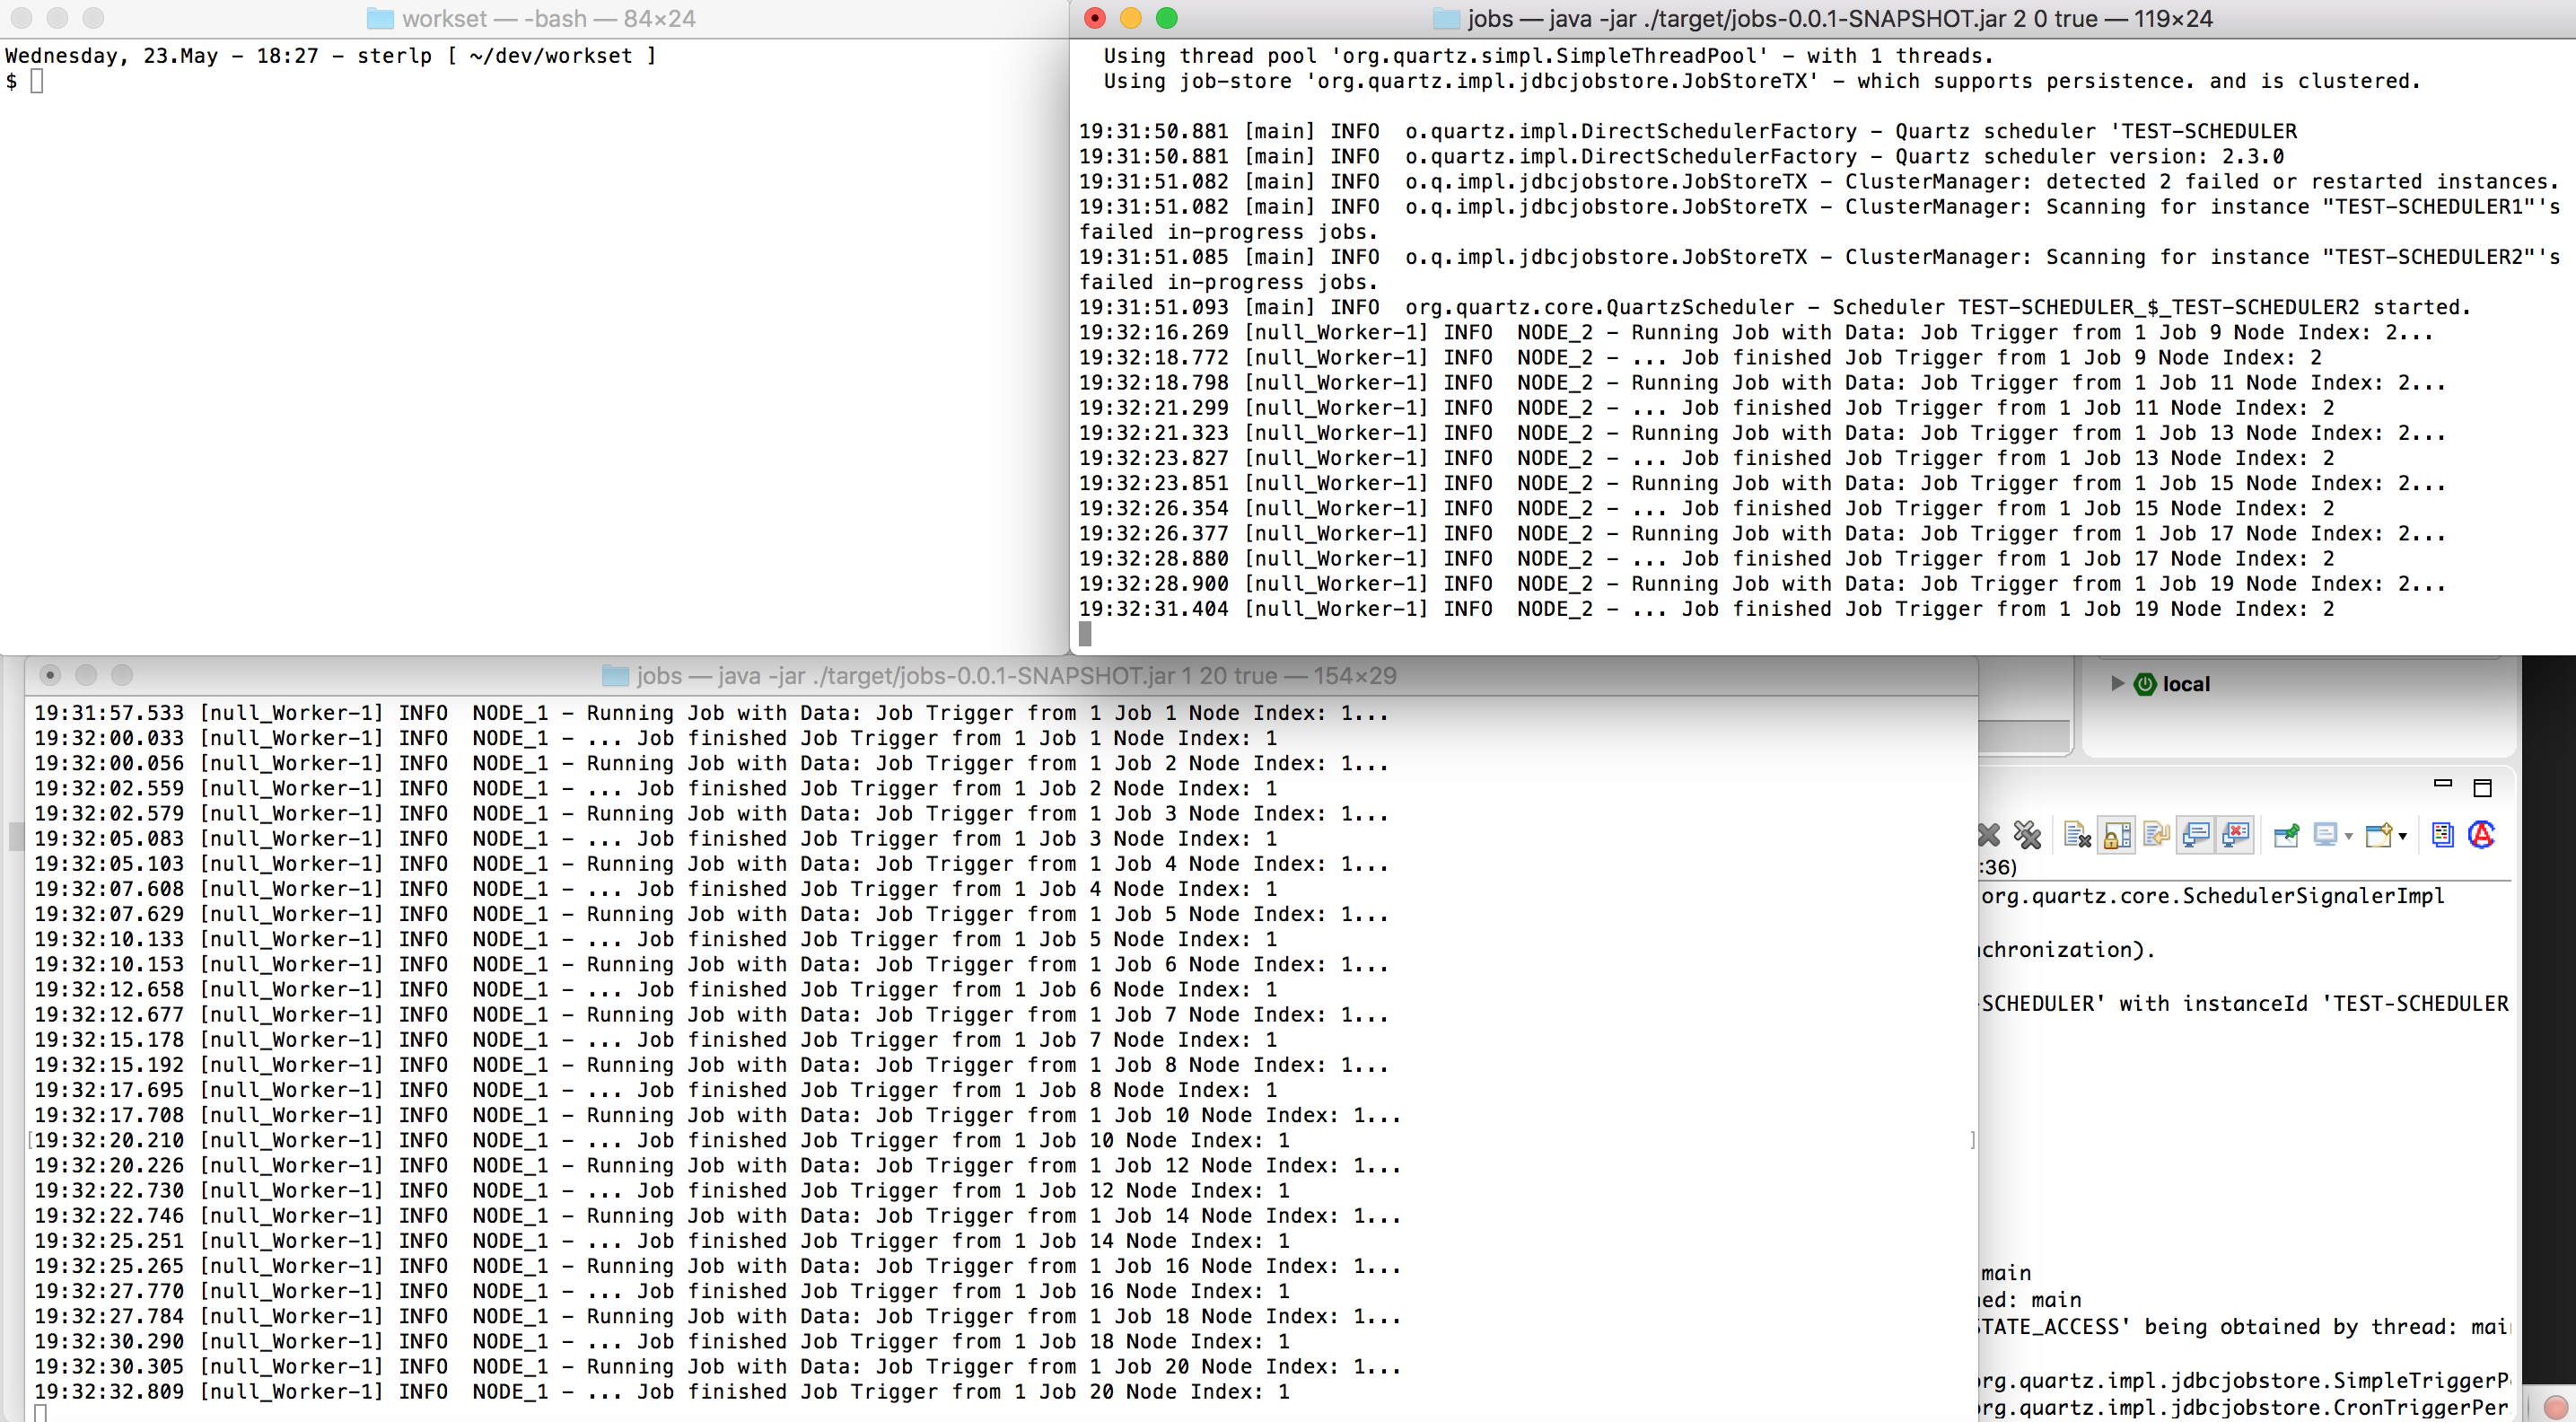 workset — -bash — 84×24
Wednesday, 23.May – 18:27 – sterlp [ ~/dev/workset ]
$
jobs — java -jar ./target/jobs-0.0.1-SNAPSHOT.jar 2 0 true — 119×24
Using thread pool 'org.quartz.simpl.SimpleThreadPool' - with 1 threads.
Using job-store 'org.quartz.impl.jdbcjobstore.JobStoreTX' - which supports persistence. and is clustered.
19:31:50.881 [main] INFO  o.quartz.impl.DirectSchedulerFactory - Quartz scheduler 'TEST-SCHEDULER
19:31:50.881 [main] INFO  o.quartz.impl.DirectSchedulerFactory - Quartz scheduler version: 2.3.0
19:31:51.082 [main] INFO  o.q.impl.jdbcjobstore.JobStoreTX - ClusterManager: detected 2 failed or restarted instances.
19:31:51.082 [main] INFO  o.q.impl.jdbcjobstore.JobStoreTX - ClusterManager: Scanning for instance "TEST-SCHEDULER1"'s
failed in-progress jobs.
19:31:51.085 [main] INFO  o.q.impl.jdbcjobstore.JobStoreTX - ClusterManager: Scanning for instance "TEST-SCHEDULER2"'s
failed in-progress jobs.
19:31:51.093 [main] INFO  org.quartz.core.QuartzScheduler - Scheduler TEST-SCHEDULER_$_TEST-SCHEDULER2 started.
19:32:16.269 [null_Worker-1] INFO  NODE_2 - Running Job with Data: Job Trigger from 1 Job 9 Node Index: 2...
19:32:18.772 [null_Worker-1] INFO  NODE_2 - ... Job finished Job Trigger from 1 Job 9 Node Index: 2
19:32:18.798 [null_Worker-1] INFO  NODE_2 - Running Job with Data: Job Trigger from 1 Job 11 Node Index: 2...
19:32:21.299 [null_Worker-1] INFO  NODE_2 - ... Job finished Job Trigger from 1 Job 11 Node Index: 2
19:32:21.323 [null_Worker-1] INFO  NODE_2 - Running Job with Data: Job Trigger from 1 Job 13 Node Index: 2...
19:32:23.827 [null_Worker-1] INFO  NODE_2 - ... Job finished Job Trigger from 1 Job 13 Node Index: 2
19:32:23.851 [null_Worker-1] INFO  NODE_2 - Running Job with Data: Job Trigger from 1 Job 15 Node Index: 2...
19:32:26.354 [null_Worker-1] INFO  NODE_2 - ... Job finished Job Trigger from 1 Job 15 Node Index: 2
19:32:26.377 [null_Worker-1] INFO  NODE_2 - Running Job with Data: Job Trigger from 1 Job 17 Node Index: 2...
19:32:28.880 [null_Worker-1] INFO  NODE_2 - ... Job finished Job Trigger from 1 Job 17 Node Index: 2
19:32:28.900 [null_Worker-1] INFO  NODE_2 - Running Job with Data: Job Trigger from 1 Job 19 Node Index: 2...
19:32:31.404 [null_Worker-1] INFO  NODE_2 - ... Job finished Job Trigger from 1 Job 19 Node Index: 2
jobs — java -jar ./target/jobs-0.0.1-SNAPSHOT.jar 1 20 true — 154×29
19:31:57.533 [null_Worker-1] INFO  NODE_1 - Running Job with Data: Job Trigger from 1 Job 1 Node Index: 1...
19:32:00.033 [null_Worker-1] INFO  NODE_1 - ... Job finished Job Trigger from 1 Job 1 Node Index: 1
19:32:00.056 [null_Worker-1] INFO  NODE_1 - Running Job with Data: Job Trigger from 1 Job 2 Node Index: 1...
19:32:02.559 [null_Worker-1] INFO  NODE_1 - ... Job finished Job Trigger from 1 Job 2 Node Index: 1
19:32:02.579 [null_Worker-1] INFO  NODE_1 - Running Job with Data: Job Trigger from 1 Job 3 Node Index: 1...
19:32:05.083 [null_Worker-1] INFO  NODE_1 - ... Job finished Job Trigger from 1 Job 3 Node Index: 1
19:32:05.103 [null_Worker-1] INFO  NODE_1 - Running Job with Data: Job Trigger from 1 Job 4 Node Index: 1...
19:32:07.608 [null_Worker-1] INFO  NODE_1 - ... Job finished Job Trigger from 1 Job 4 Node Index: 1
19:32:07.629 [null_Worker-1] INFO  NODE_1 - Running Job with Data: Job Trigger from 1 Job 5 Node Index: 1...
19:32:10.133 [null_Worker-1] INFO  NODE_1 - ... Job finished Job Trigger from 1 Job 5 Node Index: 1
19:32:10.153 [null_Worker-1] INFO  NODE_1 - Running Job with Data: Job Trigger from 1 Job 6 Node Index: 1...
19:32:12.658 [null_Worker-1] INFO  NODE_1 - ... Job finished Job Trigger from 1 Job 6 Node Index: 1
19:32:12.677 [null_Worker-1] INFO  NODE_1 - Running Job with Data: Job Trigger from 1 Job 7 Node Index: 1...
19:32:15.178 [null_Worker-1] INFO  NODE_1 - ... Job finished Job Trigger from 1 Job 7 Node Index: 1
19:32:15.192 [null_Worker-1] INFO  NODE_1 - Running Job with Data: Job Trigger from 1 Job 8 Node Index: 1...
19:32:17.695 [null_Worker-1] INFO  NODE_1 - ... Job finished Job Trigger from 1 Job 8 Node Index: 1
19:32:17.708 [null_Worker-1] INFO  NODE_1 - Running Job with Data: Job Trigger from 1 Job 10 Node Index: 1...
[19:32:20.210 [null_Worker-1] INFO  NODE_1 - ... Job finished Job Trigger from 1 Job 10 Node Index: 1 ]
19:32:20.226 [null_Worker-1] INFO  NODE_1 - Running Job with Data: Job Trigger from 1 Job 12 Node Index: 1...
19:32:22.730 [null_Worker-1] INFO  NODE_1 - ... Job finished Job Trigger from 1 Job 12 Node Index: 1
19:32:22.746 [null_Worker-1] INFO  NODE_1 - Running Job with Data: Job Trigger from 1 Job 14 Node Index: 1...
19:32:25.251 [null_Worker-1] INFO  NODE_1 - ... Job finished Job Trigger from 1 Job 14 Node Index: 1
19:32:25.265 [null_Worker-1] INFO  NODE_1 - Running Job with Data: Job Trigger from 1 Job 16 Node Index: 1...
19:32:27.770 [null_Worker-1] INFO  NODE_1 - ... Job finished Job Trigger from 1 Job 16 Node Index: 1
19:32:27.784 [null_Worker-1] INFO  NODE_1 - Running Job with Data: Job Trigger from 1 Job 18 Node Index: 1...
19:32:30.290 [null_Worker-1] INFO  NODE_1 - ... Job finished Job Trigger from 1 Job 18 Node Index: 1
19:32:30.305 [null_Worker-1] INFO  NODE_1 - Running Job with Data: Job Trigger from 1 Job 20 Node Index: 1...
19:32:32.809 [null_Worker-1] INFO  NODE_1 - ... Job finished Job Trigger from 1 Job 20 Node Index: 1
local
:36)
org.quartz.core.SchedulerSignalerImpl
chronization).
-SCHEDULER' with instanceId 'TEST-SCHEDULER
main
ed: main
STATE_ACCESS' being obtained by thread: mai
rg.quartz.impl.jdbcjobstore.SimpleTriggerP
rg.quartz.impl.jdbcjobstore.CronTriggerPer